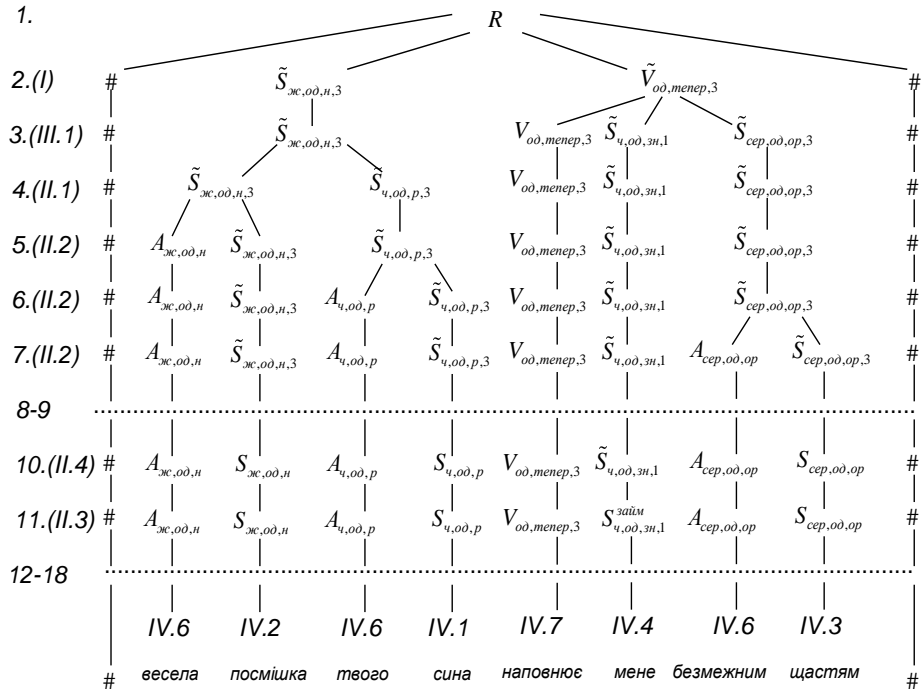 1. R
2.(I) # S̃ж,од,н,3 Ṽод,тепер,3 #
3.(III.1) # S̃ж,од,н,3 Vод,тепер,3 S̃ч,од,зн,1 S̃сер,од,ор,3 #
4.(II.1) # S̃ж,од,н,3 S̃ч,од,р,3 Vод,тепер,3 S̃ч,од,зн,1 S̃сер,од,ор,3 #
5.(II.2) # Aж,од,н S̃ж,од,н,3 S̃ч,од,р,3 Vод,тепер,3 S̃ч,од,зн,1 S̃сер,од,ор,3 #
6.(II.2) # Aж,од,н S̃ж,од,н,3 Aч,од,р S̃ч,од,р,3 Vод,тепер,3 S̃ч,од,зн,1 S̃сер,од,ор,3 #
7.(II.2) # Aж,од,н S̃ж,од,н,3 Aч,од,р S̃ч,од,р,3 Vод,тепер,3 S̃ч,од,зн,1 Aсер,од,ор S̃сер,од,ор,3 #
8-9
10.(II.4) # Aж,од,н Sж,од,н Aч,од,р Sч,од,р Vод,тепер,3 S̃ч,од,зн,1 Aсер,од,ор Sсер,од,ор #
11.(II.3) # Aж,од,н Sж,од,н Aч,од,р Sч,од,р Vод,тепер,3 Sзаймч,од,зн,1 Aсер,од,ор Sсер,од,ор #
12-18
IV.6 IV.2 IV.6 IV.1 IV.7 IV.4 IV.6 IV.3
# весела посмішка твого сина наповнює мене безмежним щастям #